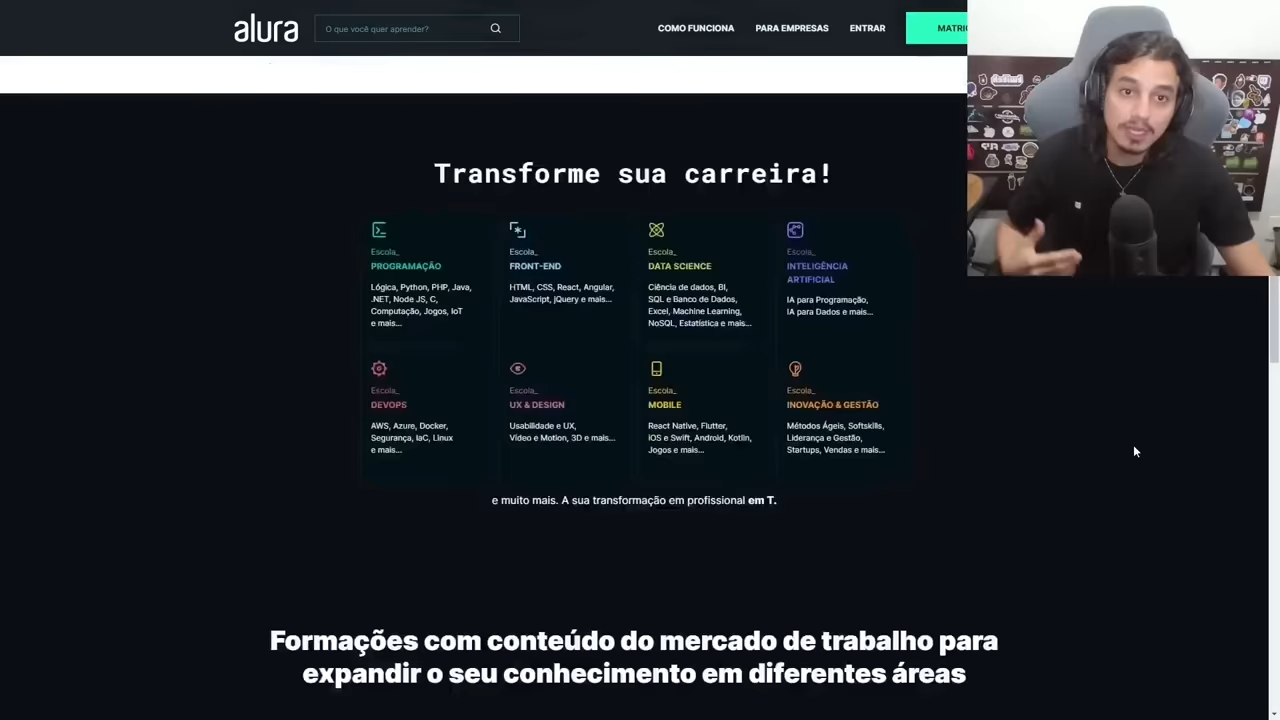 alura
O que você quer aprender?
COMO FUNCIONA
PARA EMPRESAS
ENTRAR
MATRI
Transforme sua carreira!
Escola_
PROGRAMAÇÃO
Lógica, Python, PHP, Java,
.NET, Node JS, C,
Computação, Jogos, IoT
e mais...
Escola_
FRONT-END
HTML, CSS, React, Angular,
JavaScript, jQuery e mais...
Escola_
DATA SCIENCE
Ciência de dados, BI,
SQL e Banco de Dados,
Excel, Machine Learning,
NoSQL, Estatística e mais...
Escola_
INTELIGÊNCIA
ARTIFICIAL
IA para Programação,
IA para Dados e mais...
Escola_
DEVOPS
AWS, Azure, Docker,
Segurança, IaC, Linux
e mais...
Escola_
UX & DESIGN
Usabilidade e UX,
Vídeo e Motion, 3D e mais...
Escola_
MOBILE
React Native, Flutter,
iOS e Swift, Android, Kotlin,
Jogos e mais...
Escola_
INOVAÇÃO & GESTÃO
Métodos Ágeis, Softskills,
Liderança e Gestão,
Startups, Vendas e mais...
e muito mais. A sua transformação em profissional em T.
Formações com conteúdo do mercado de trabalho para
expandir o seu conhecimento em diferentes áreas